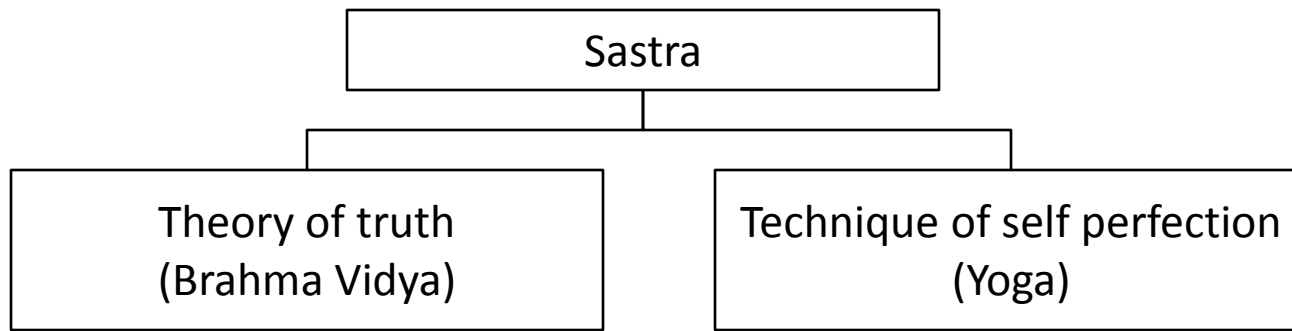 Sastra
Theory of truth
(Brahma Vidya)
Technique of self perfection
(Yoga)